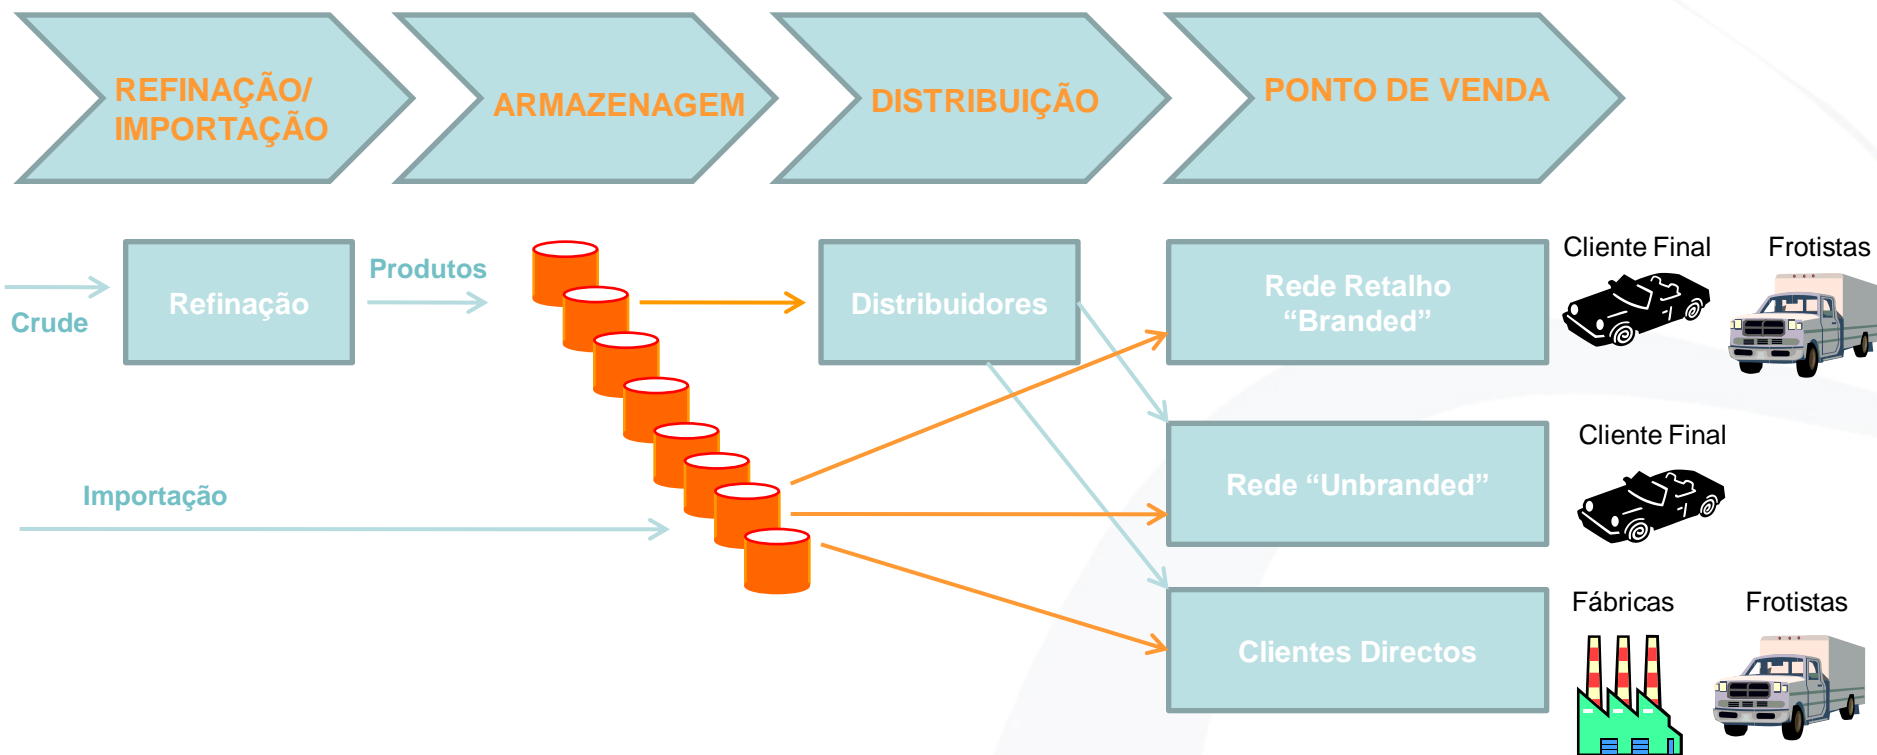 REFINAÇÃO/
IMPORTAÇÃO
ARMAZENAGEM
DISTRIBUIÇÃO
PONTO DE VENDA
Crude
Refinação
Produtos
Distribuidores
Rede Retalho
“Branded”
Cliente Final
Frotistas
Importação
Rede “Unbranded”
Cliente Final
Clientes Directos
Fábricas
Frotistas